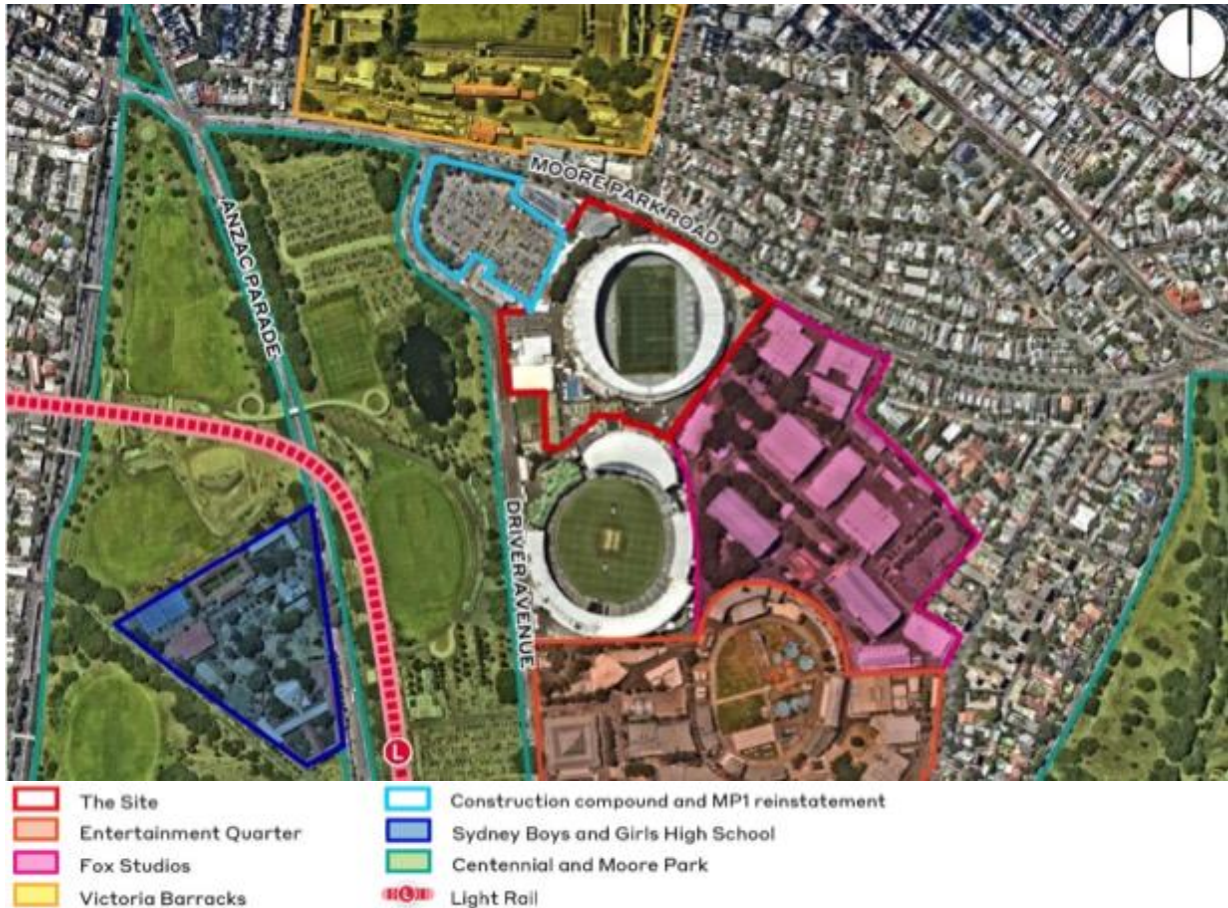 MOORE PARK ROAD
ANZAC PARADE
DRIVER AVENUE
L
The Site
Construction compound and MP1 reinstatement
Entertainment Quarter
Sydney Boys and Girls High School
Fox Studios
Centennial and Moore Park
Victoria Barracks
L
Light Rail